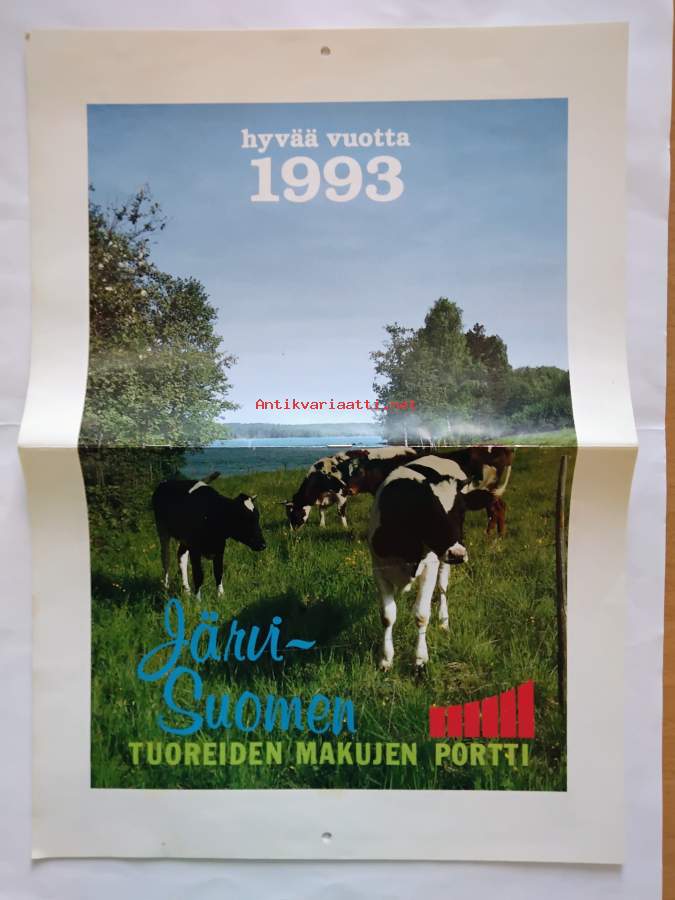 hyvää vuotta
1993
Antikvariaatti.net
Järvi-
Suomen
TUOREIDEN MAKUJEN PORTTI